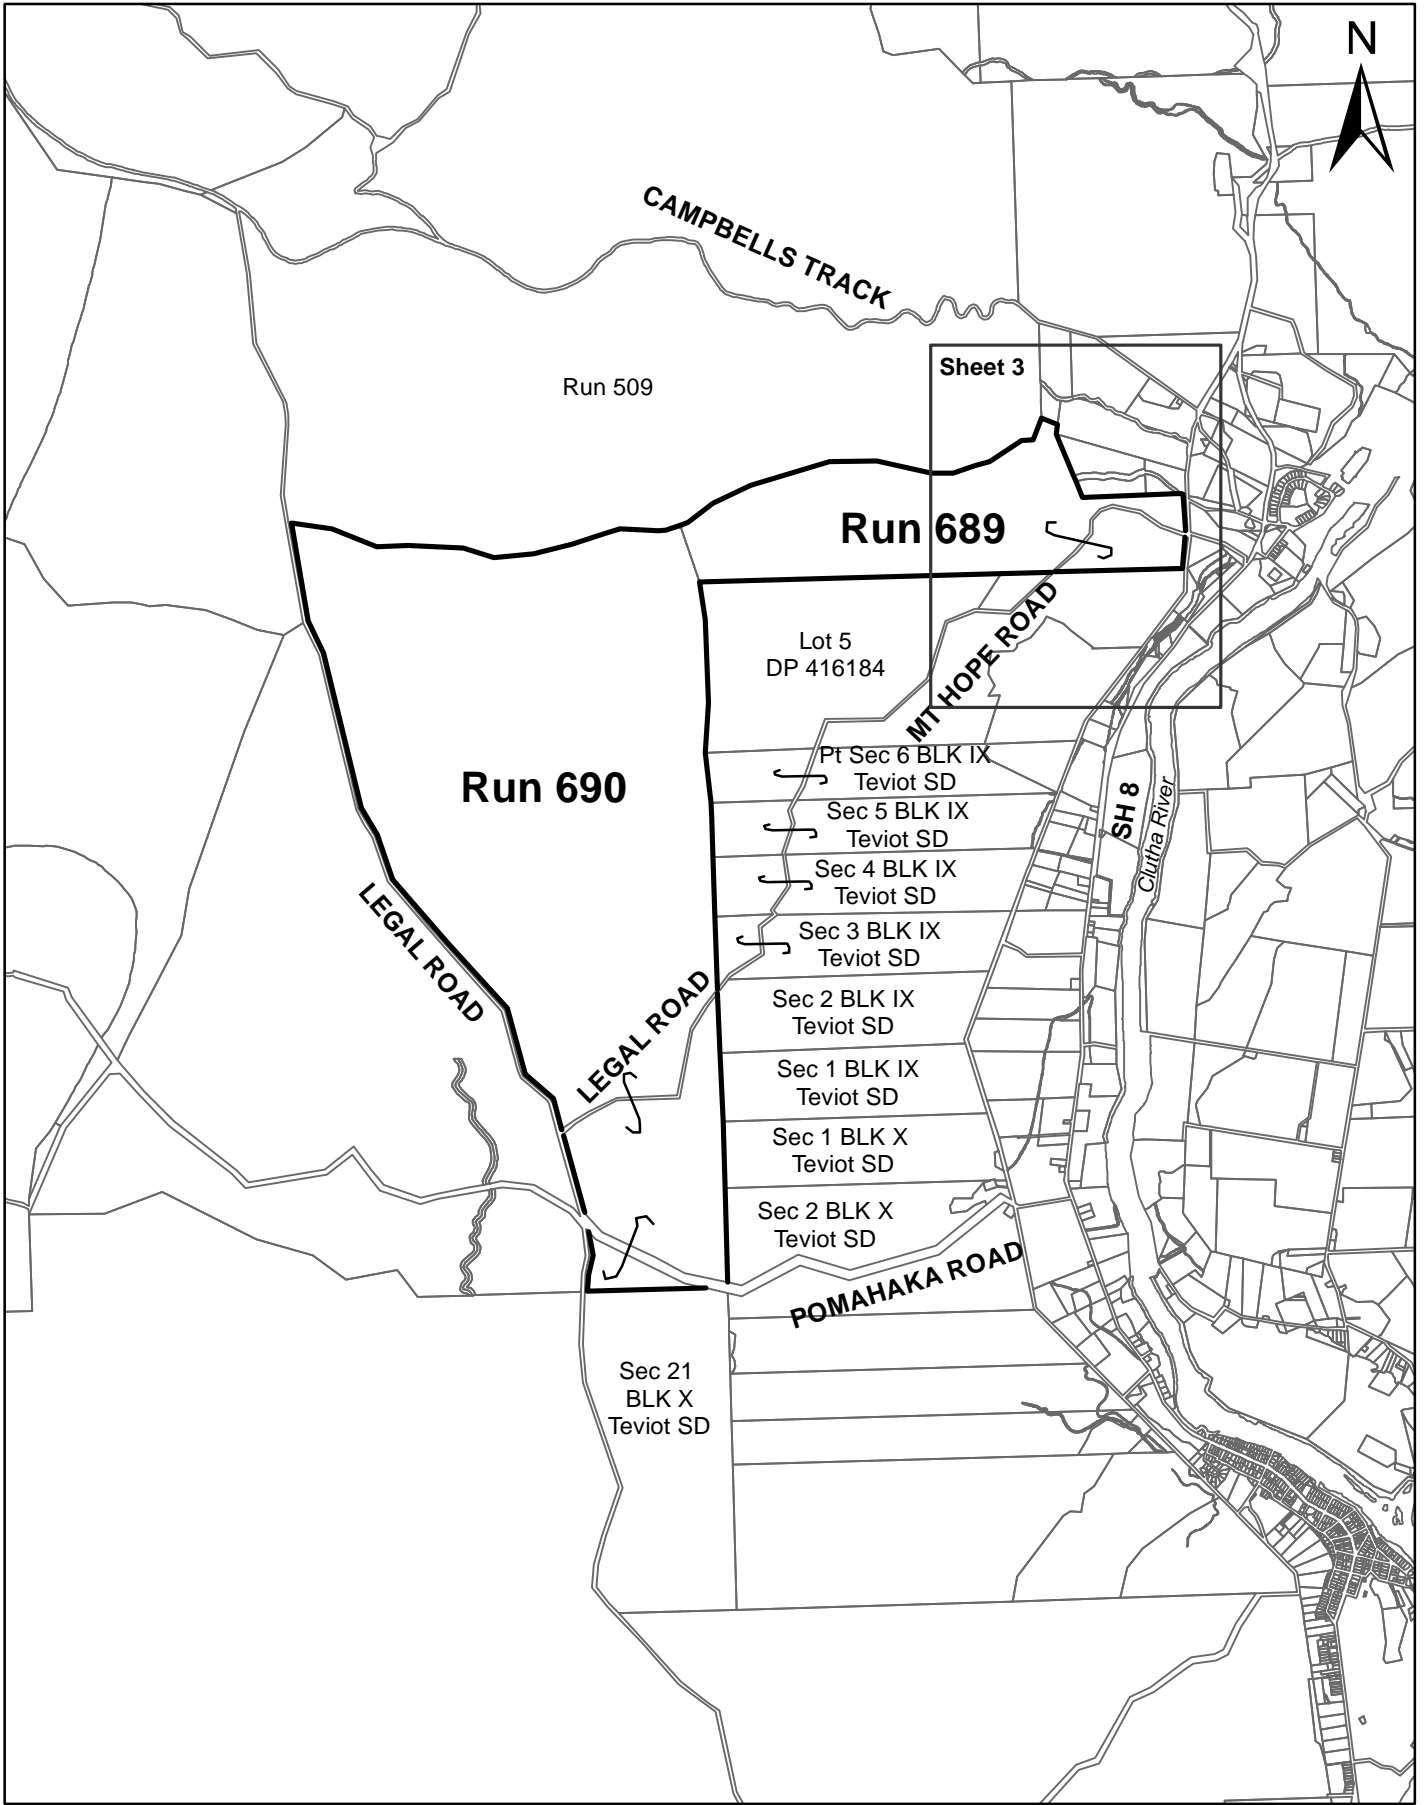 N
CAMPBELLS TRACK
Sheet 3
Run 509
Run 689
Lot 5
DP 416184
MT HOPE ROAD
Pt Sec 6 BLK IX
Teviot SD
Run 690
Sec 5 BLK IX
Teviot SD
SH 8
Clutha River
Sec 4 BLK IX
Teviot SD
LEGAL ROAD
Sec 3 BLK IX
Teviot SD
LEGAL ROAD
Sec 2 BLK IX
Teviot SD
Sec 1 BLK IX
Teviot SD
Sec 1 BLK X
Teviot SD
Sec 2 BLK X
Teviot SD
POMAHAKA ROAD
Sec 21
BLK X
Teviot SD